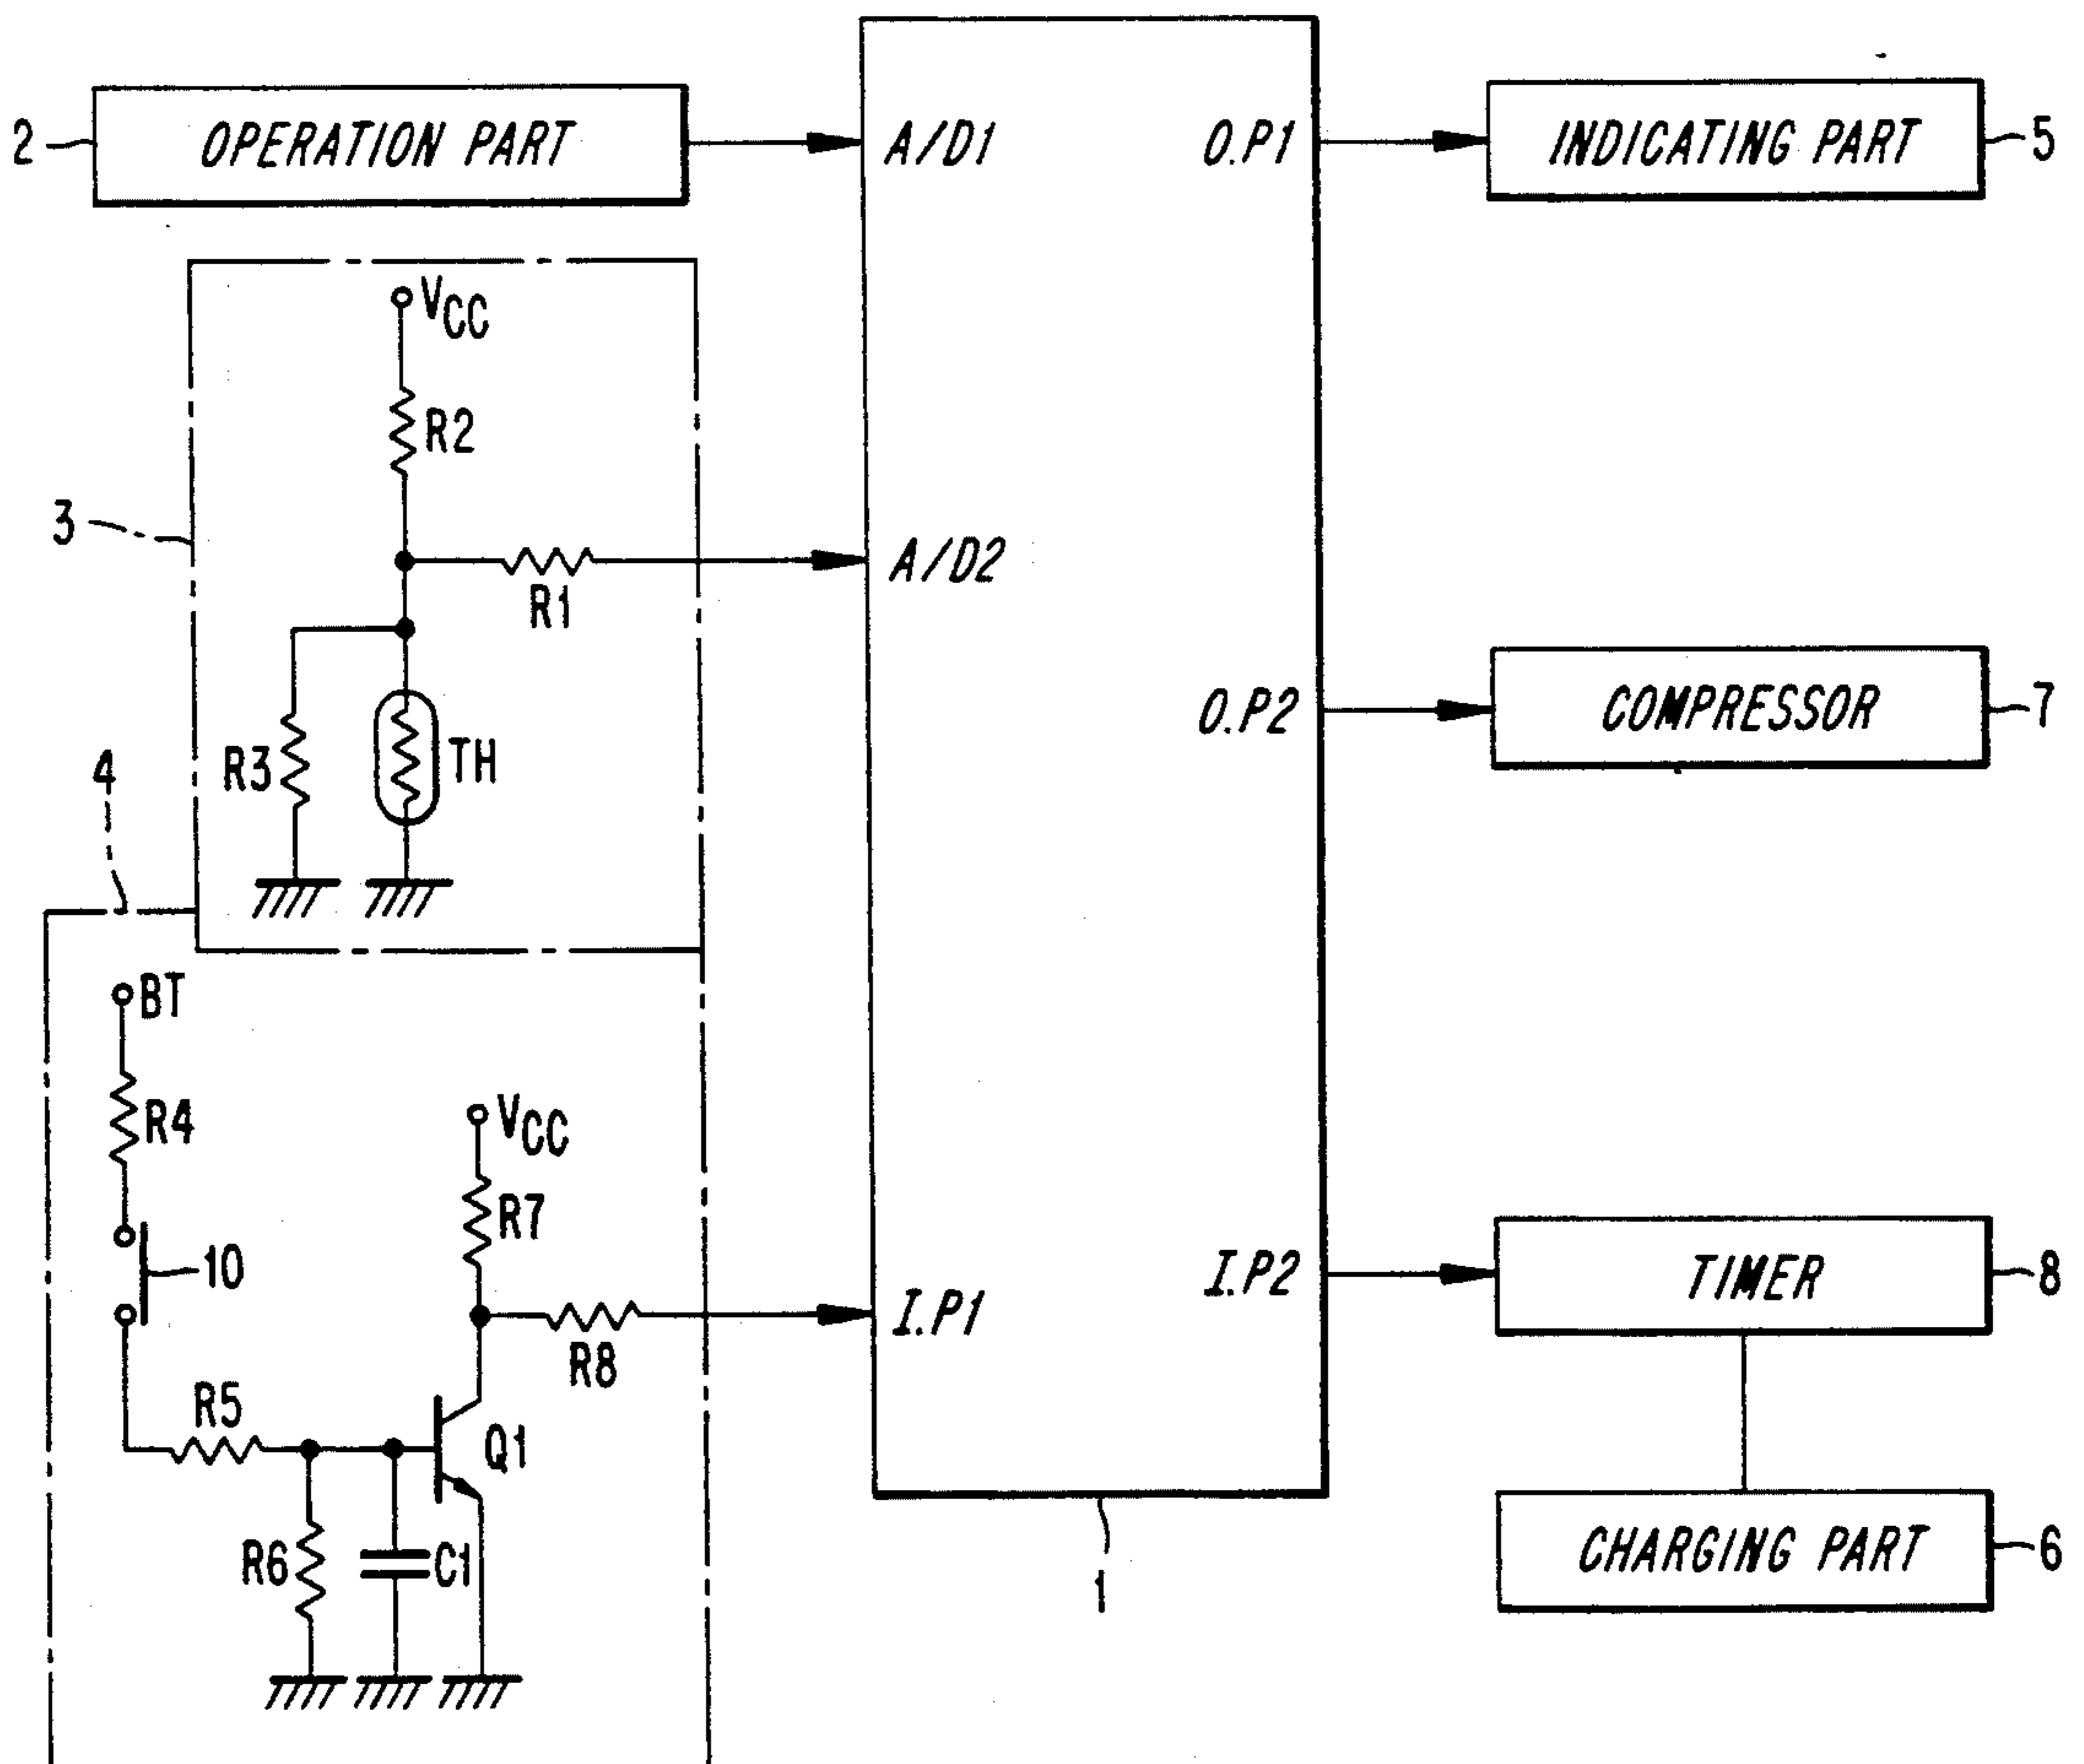 2
OPERATION PART
A/D1
O.P1
INDICATING PART
5
VCC
R2
3
R1
A/D2
R3
TH
O.P2
COMPRESSOR
7
4
BT
R4
VCC
R7
10
I.P1
I.P2
TIMER
8
R8
R5
Q1
R6
C1
1
CHARGING PART
6